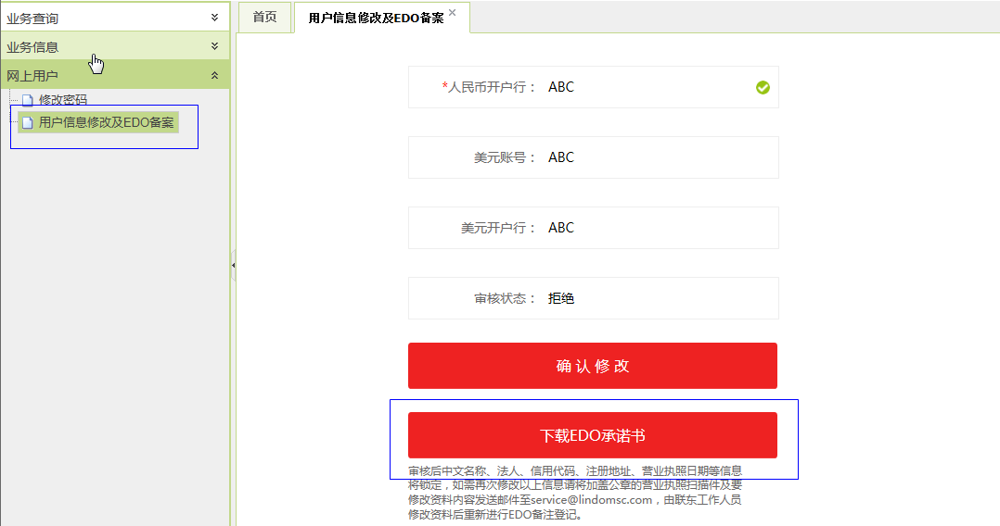 业务查询
业务信息
网上用户
修改密码
用户信息修改及EDO备案
首页
用户信息修改及EDO备案
*人民币开户行： ABC
美元账号： ABC
美元开户行： ABC
审核状态： 拒绝
确 认 修 改
下载EDO承诺书
审核后中文名称、法人、信用代码、注册地址、营业执照日期等信息
将锁定，如需再次修改以上信息请将加盖公章的营业执照扫描件及要
修改资料内容发送邮件至service@lindomsc.com，由联东工作人员
修改资料后重新进行EDO备注登记。